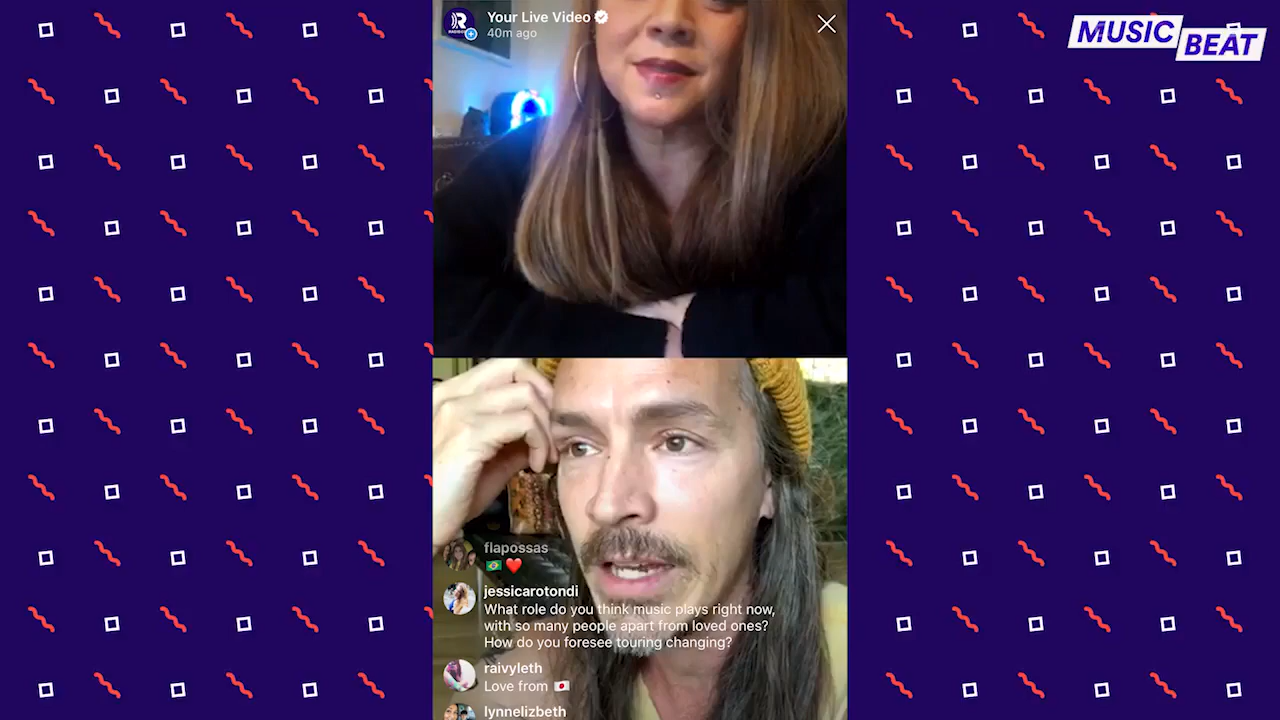 Your Live Video
40m ago
MUSIC
BEAT
flapossas
🇧🇷 ❤️
jessicarotondi
What role do you think music plays right now,
with so many people apart from loved ones?
How do you foresee touring changing?
raivyleth
Love from 🇯🇵
lynnelizbeth